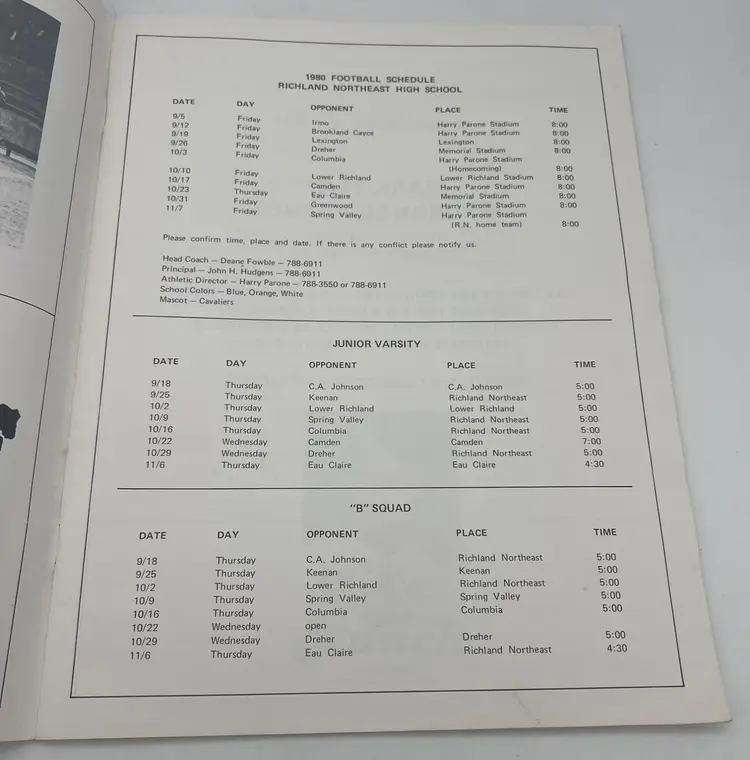 1980 FOOTBALL SCHEDULE
RICHLAND NORTHEAST HIGH SCHOOL
DATE DAY OPPONENT PLACE TIME
9/5 Friday Irmo Harry Parone Stadium 8:00
9/12 Friday Brookland Cayce Harry Parone Stadium 8:00
9/19 Friday Lexington Lexington 8:00
9/26 Friday Dreher Memorial Stadium 8:00
10/3 Friday Columbia Harry Parone Stadium
(Homecoming) 8:00
10/10 Friday Lower Richland Lower Richland Stadium 8:00
10/17 Friday Camden Harry Parone Stadium 8:00
10/23 Thursday Eau Claire Memorial Stadium 8:00
10/31 Friday Greenwood Harry Parone Stadium 8:00
11/7 Friday Spring Valley Harry Parone Stadium
(R.N. home team) 8:00
Please confirm time, place and date. If there is any conflict please notify us.
Head Coach — Deane Fowble — 788-6911
Principal — John H. Hudgens — 788-6911
Athletic Director — Harry Parone — 788-3550 or 788-6911
School Colors — Blue, Orange, White
Mascot — Cavaliers
JUNIOR VARSITY
DATE DAY OPPONENT PLACE TIME
9/18 Thursday C.A. Johnson C.A. Johnson 5:00
9/25 Thursday Keenan Richland Northeast 5:00
10/2 Thursday Lower Richland Lower Richland 5:00
10/9 Thursday Spring Valley Richland Northeast 5:00
10/16 Thursday Columbia Richland Northeast 5:00
10/22 Wednesday Camden Camden 7:00
10/29 Wednesday Dreher Richland Northeast 5:00
11/6 Thursday Eau Claire Eau Claire 4:30
"B" SQUAD
DATE DAY OPPONENT PLACE TIME
9/18 Thursday C.A. Johnson Richland Northeast 5:00
9/25 Thursday Keenan Keenan 5:00
10/2 Thursday Lower Richland Richland Northeast 5:00
10/9 Thursday Spring Valley Spring Valley 5:00
10/16 Thursday Columbia Columbia 5:00
10/22 Wednesday open
10/29 Wednesday Dreher Dreher 5:00
11/6 Thursday Eau Claire Richland Northeast 4:30